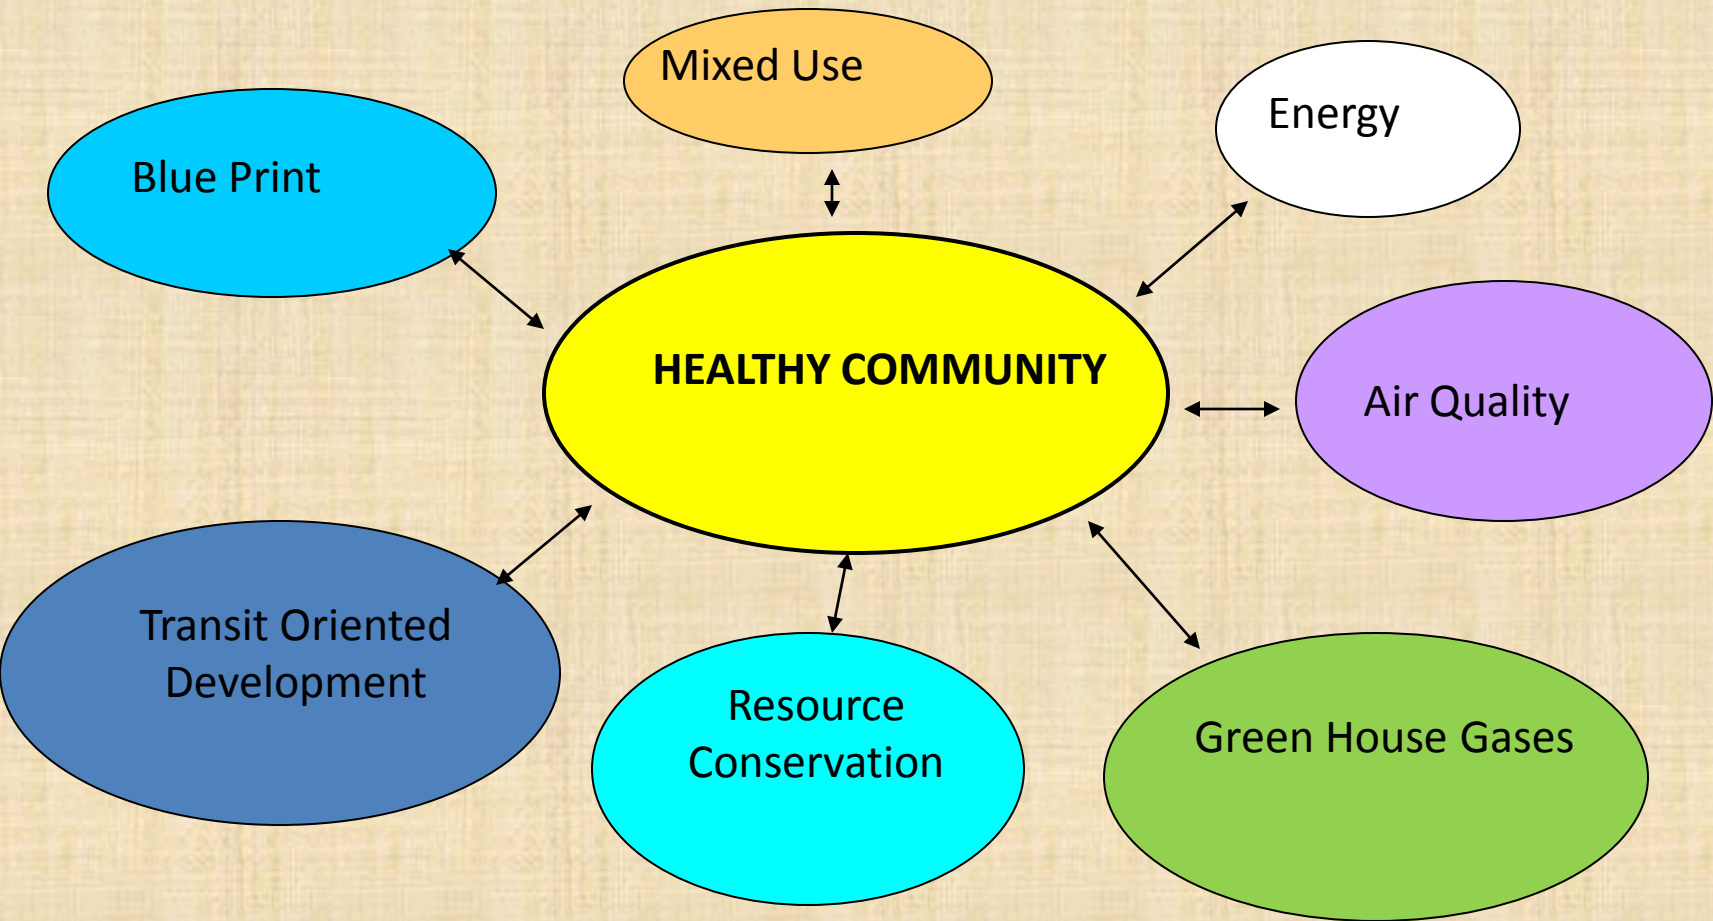 Mixed Use
Energy
Blue Print
HEALTHY COMMUNITY
Air Quality
Transit Oriented
Development
Resource
Conservation
Green House Gases